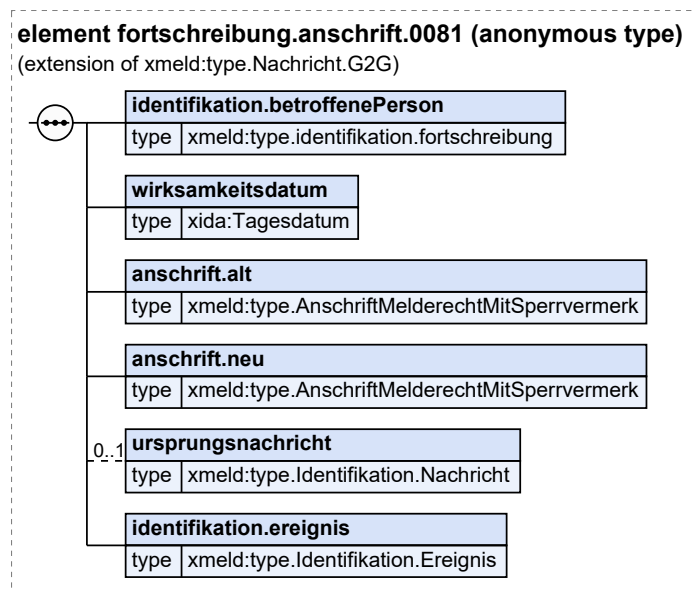 element fortschreibung.anschrift.0081 (anonymous type)
(extension of xmeld:type.Nachricht.G2G)
identifikation.betroffenePerson
type xmeld:type.identifikation.fortschreibung
wirksamkeitsdatum
type xida:Tagesdatum
anschrift.alt
type xmeld:type.AnschriftMelderechtMitSperrvermerk
anschrift.neu
type xmeld:type.AnschriftMelderechtMitSperrvermerk
0..1 ursprungsnachricht
type xmeld:type.Identifikation.Nachricht
identifikation.ereignis
type xmeld:type.Identifikation.Ereignis